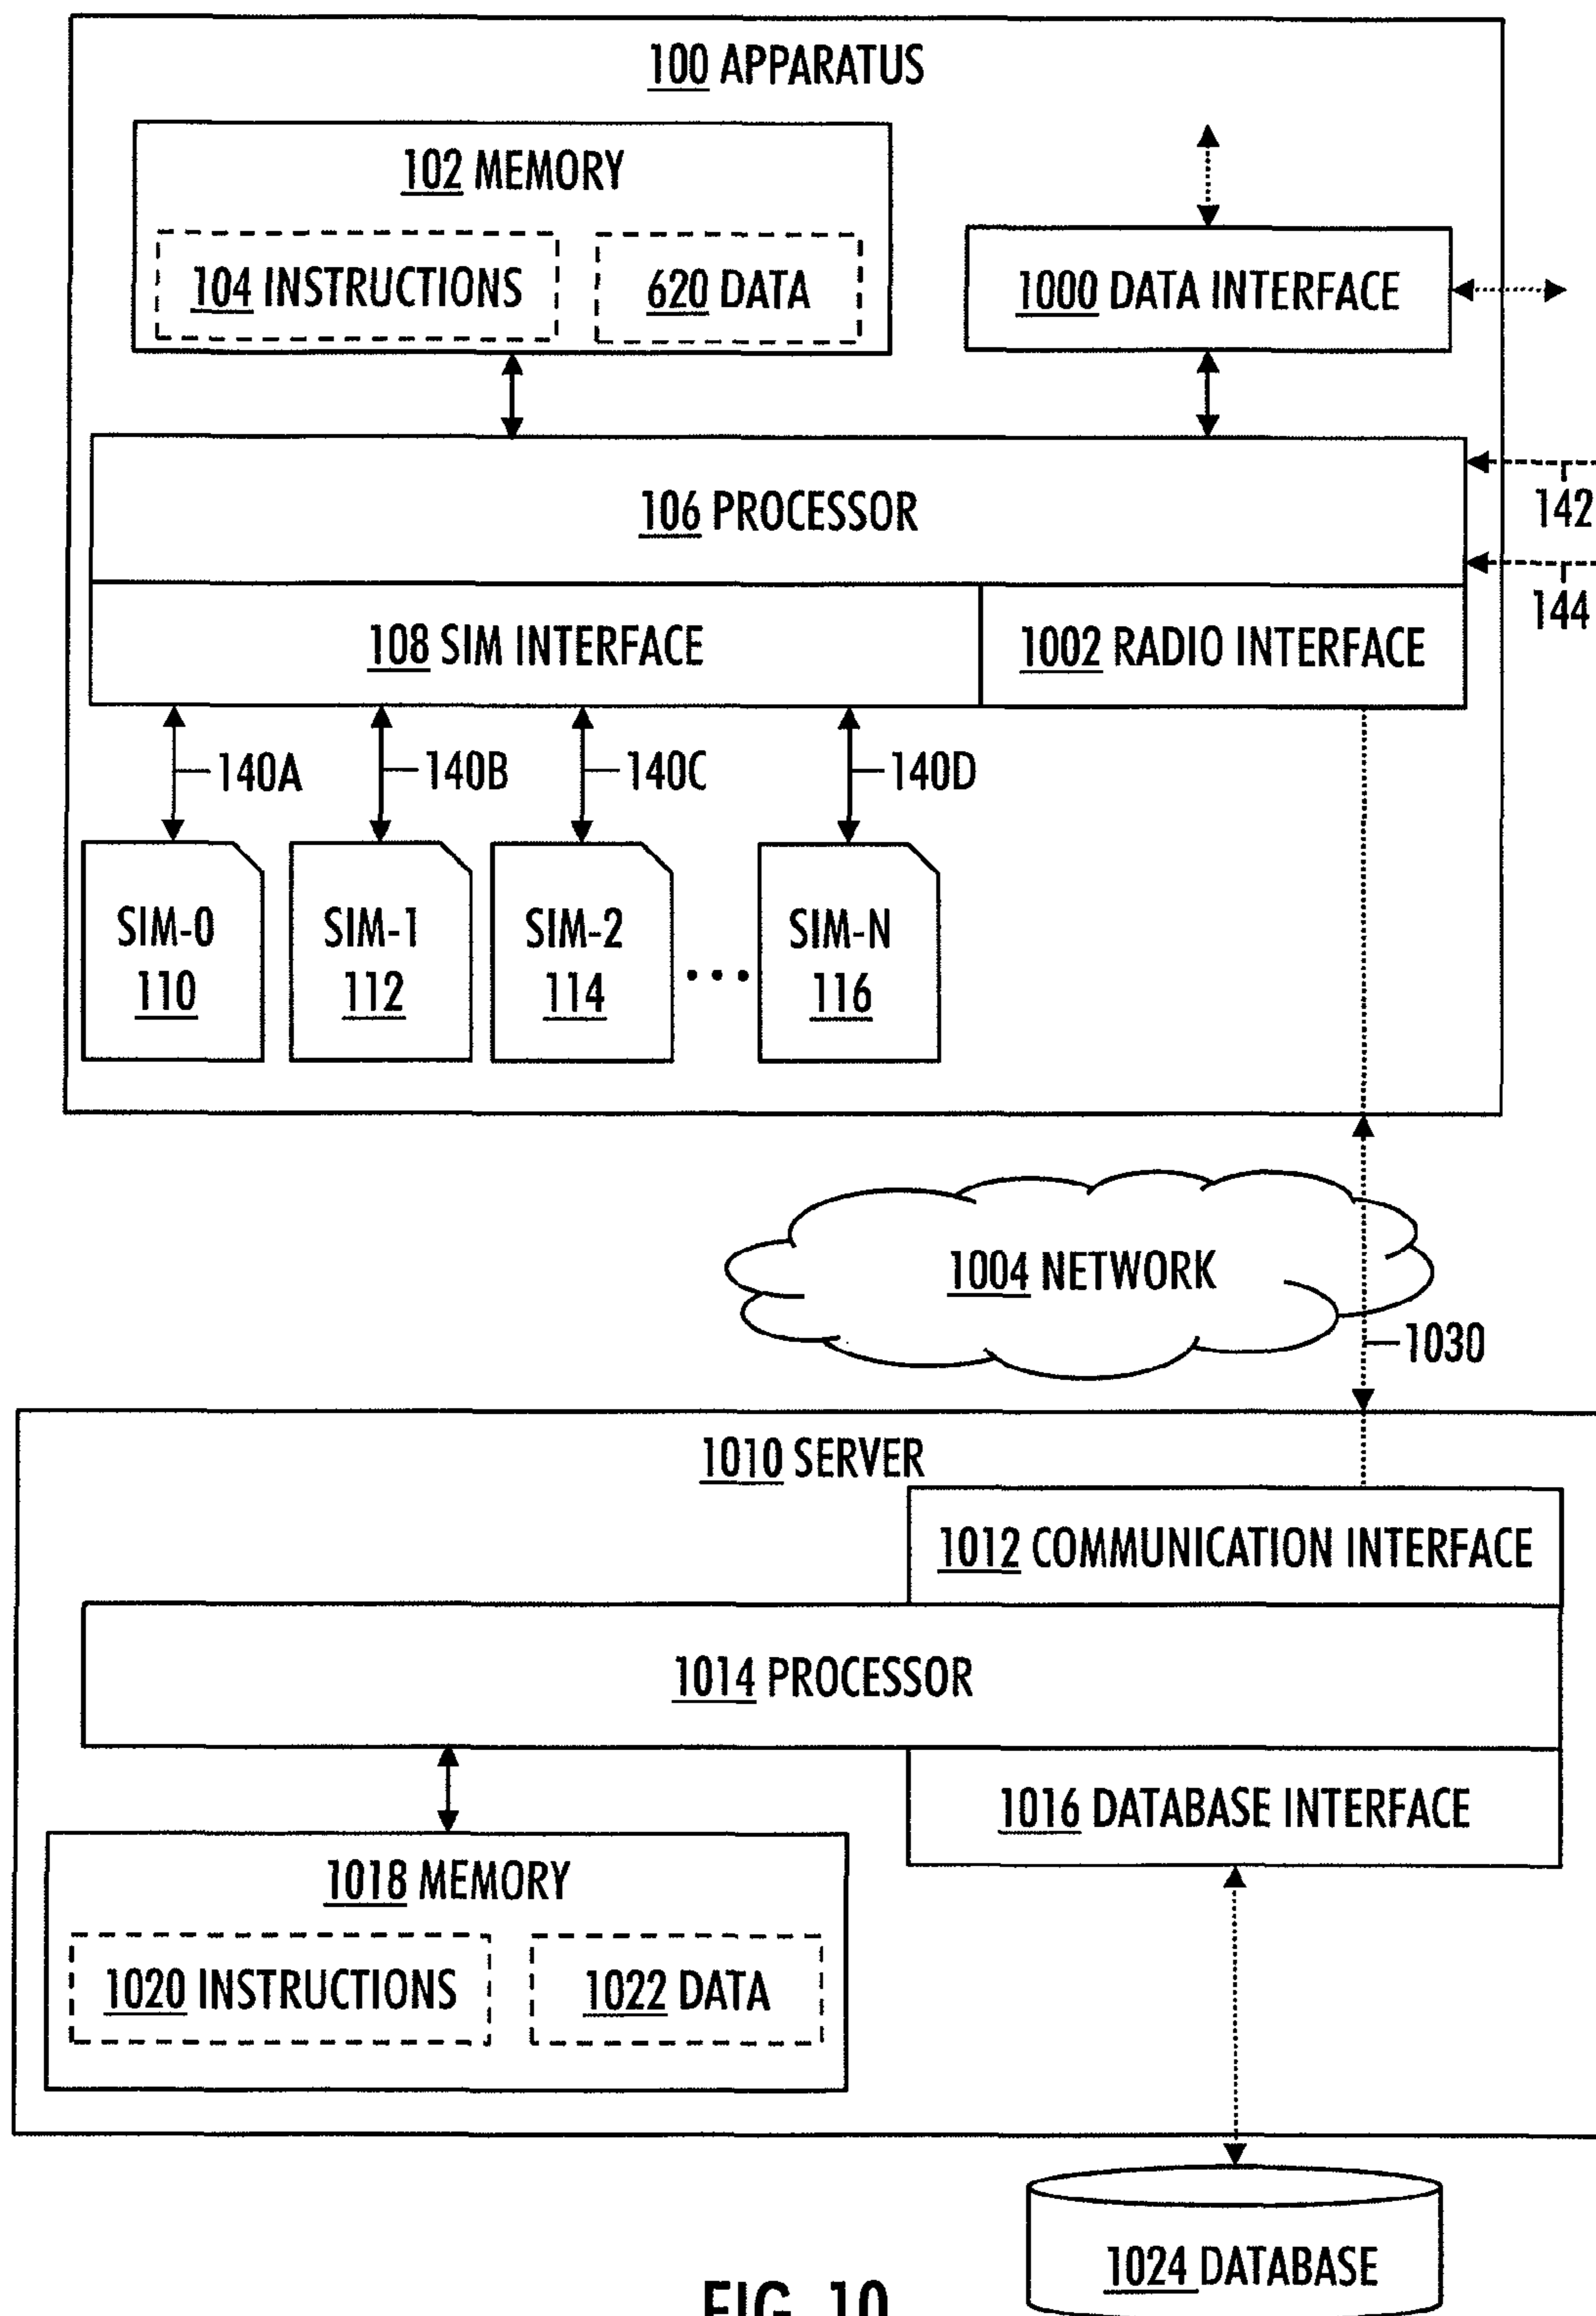 100 APPARATUS
102 MEMORY
104 INSTRUCTIONS
620 DATA
1000 DATA INTERFACE
106 PROCESSOR
142
144
108 SIM INTERFACE
1002 RADIO INTERFACE
140A
140B
140C
140D
SIM-0
110
SIM-1
112
SIM-2
114
...
SIM-N
116
1004 NETWORK
1030
1010 SERVER
1012 COMMUNICATION INTERFACE
1014 PROCESSOR
1016 DATABASE INTERFACE
1018 MEMORY
1020 INSTRUCTIONS
1022 DATA
1024 DATABASE
FIG. 10